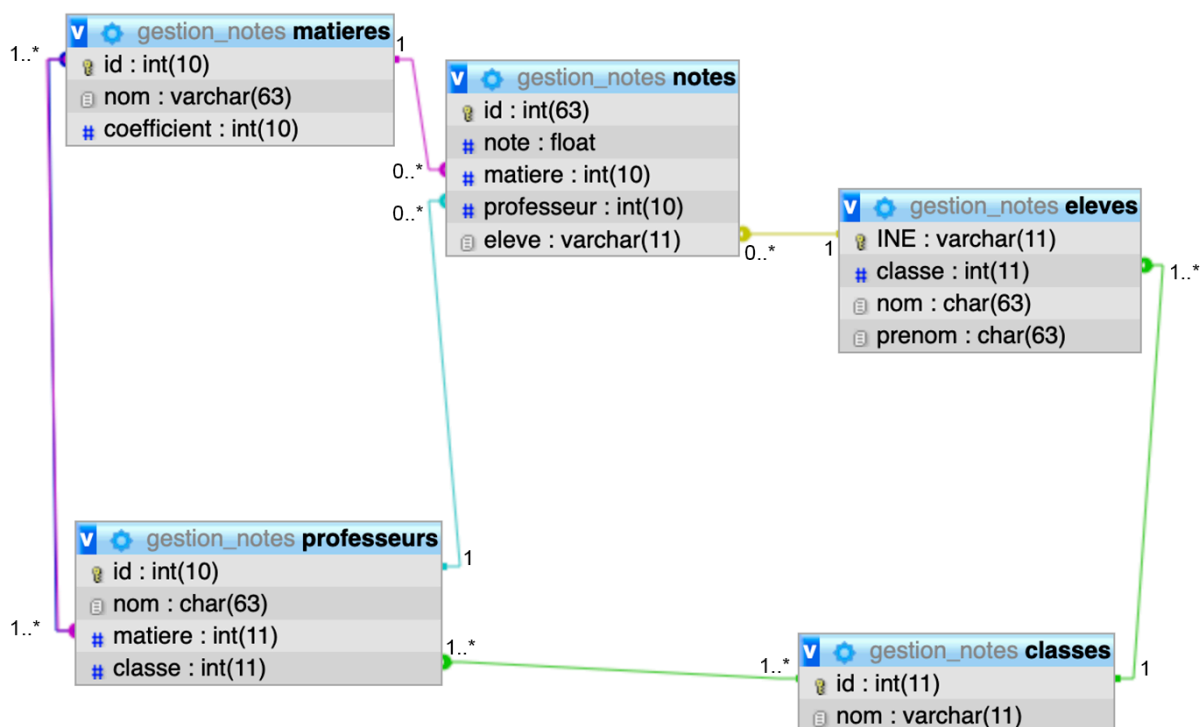 v gestion_notes matieres
id : int(10)
nom : varchar(63)
coefficient : int(10)
1..*
1
v gestion_notes notes
id : int(63)
note : float
matiere : int(10)
professeur : int(10)
eleve : varchar(11)
0..*
0..*
0..*
1
v gestion_notes eleves
INE : varchar(11)
classe : int(11)
nom : char(63)
prenom : char(63)
1..*
v gestion_notes professeurs
id : int(10)
nom : char(63)
matiere : int(11)
classe : int(11)
1
1..*
1..*
1..*
v gestion_notes classes
id : int(11)
nom : varchar(11)
1